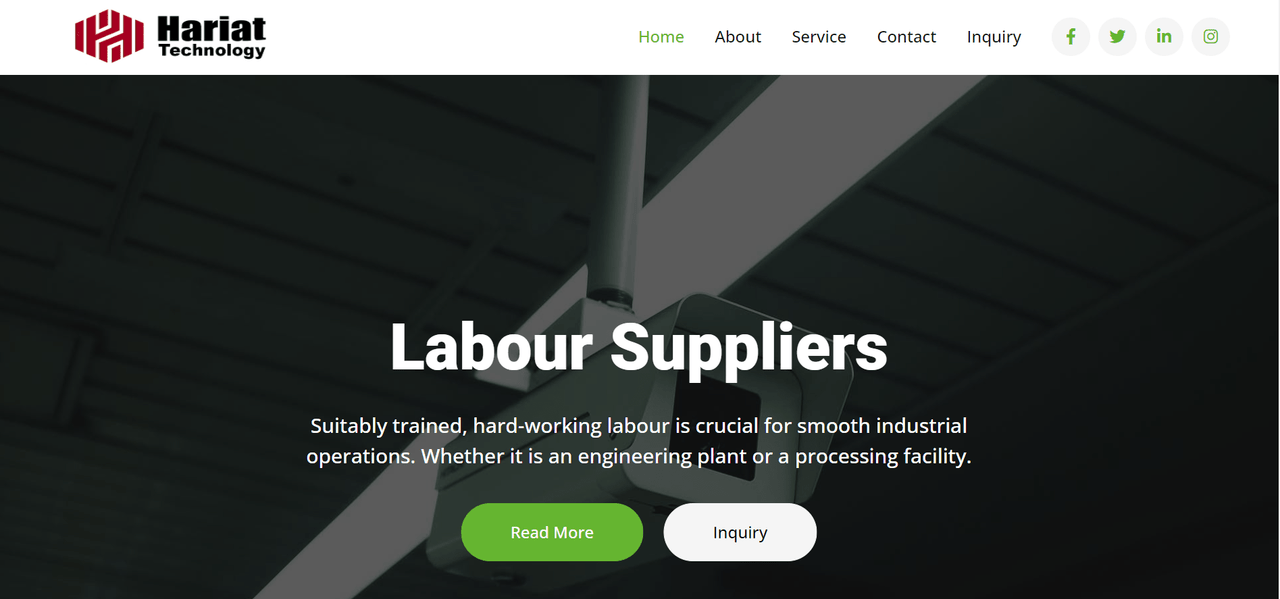 Hariat
Technology
Home About Service Contact Inquiry
Labour Suppliers
Suitably trained, hard-working labour is crucial for smooth industrial
operations. Whether it is an engineering plant or a processing facility.
Read More Inquiry